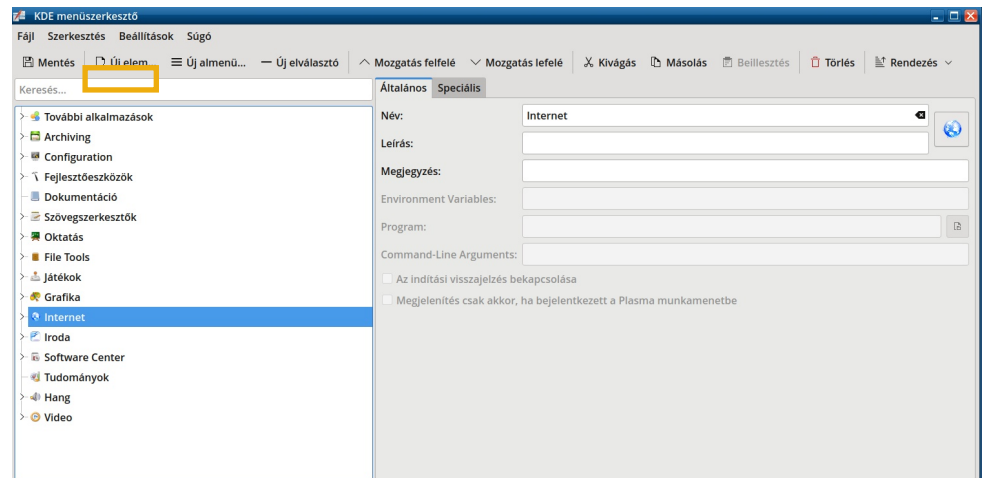 KDE menüszerkesztő
Fájl Szerkesztés Beállítások Súgó
Mentés Új elem... Új almenü... Új elválasztó Mozgatás felfelé Mozgatás lefelé Kivágás Másolás Beillesztés Törlés Rendezés
Keresés...
Általános Speciális
További alkalmazások
Archiving
Configuration
Fejlesztőeszközök
Dokumentáció
Szövegszerkesztők
Oktatás
File Tools
Játékok
Grafika
Internet
Iroda
Software Center
Tudományok
Hang
Video
Név: Internet
Leírás:
Megjegyzés:
Environment Variables:
Program:
Command-Line Arguments:
Az indítási visszajelzés bekapcsolása
Megjelenítés csak akkor, ha bejelentkezett a Plasma munkamenetbe